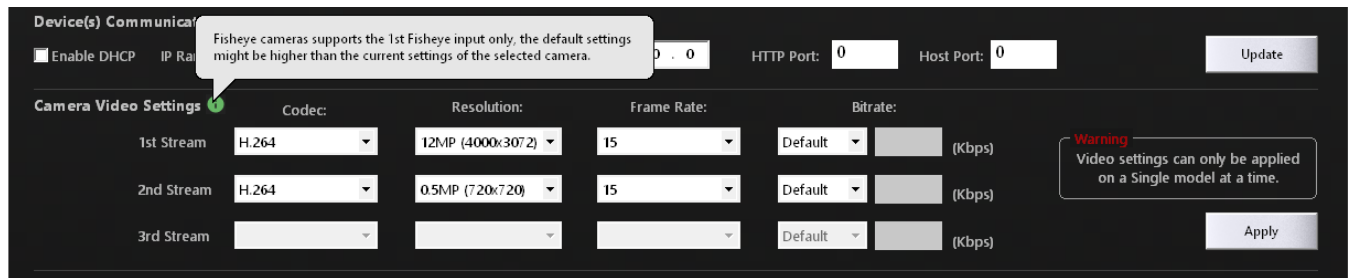 Device(s)
Fisheye cameras supports the 1st Fisheye input only, the default settings
might be higher than the current settings of the selected camera.
Enable DHCP IP 0 . 0 HTTP Port: 0 Host Port: 0 Update
Camera Video Settings Codec: Resolution: Frame Rate: Bitrate:
1st Stream H.264 12MP (4000x3072) 15 Default (Kbps)
2nd Stream H.264 0.5MP (720x720) 15 Default (Kbps)
3rd Stream Default (Kbps)
Warning
Video settings can only be applied
on a Single model at a time.
Apply